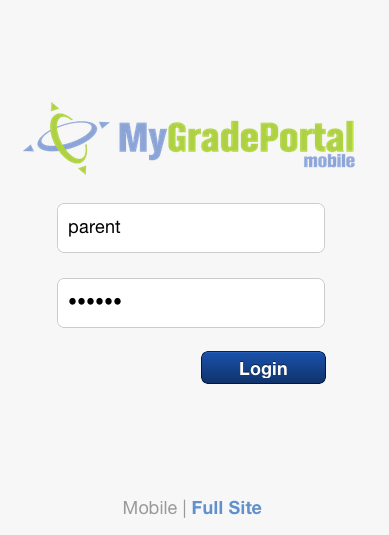 MyGradePortal
mobile
parent
••••••
Login
Mobile | Full Site